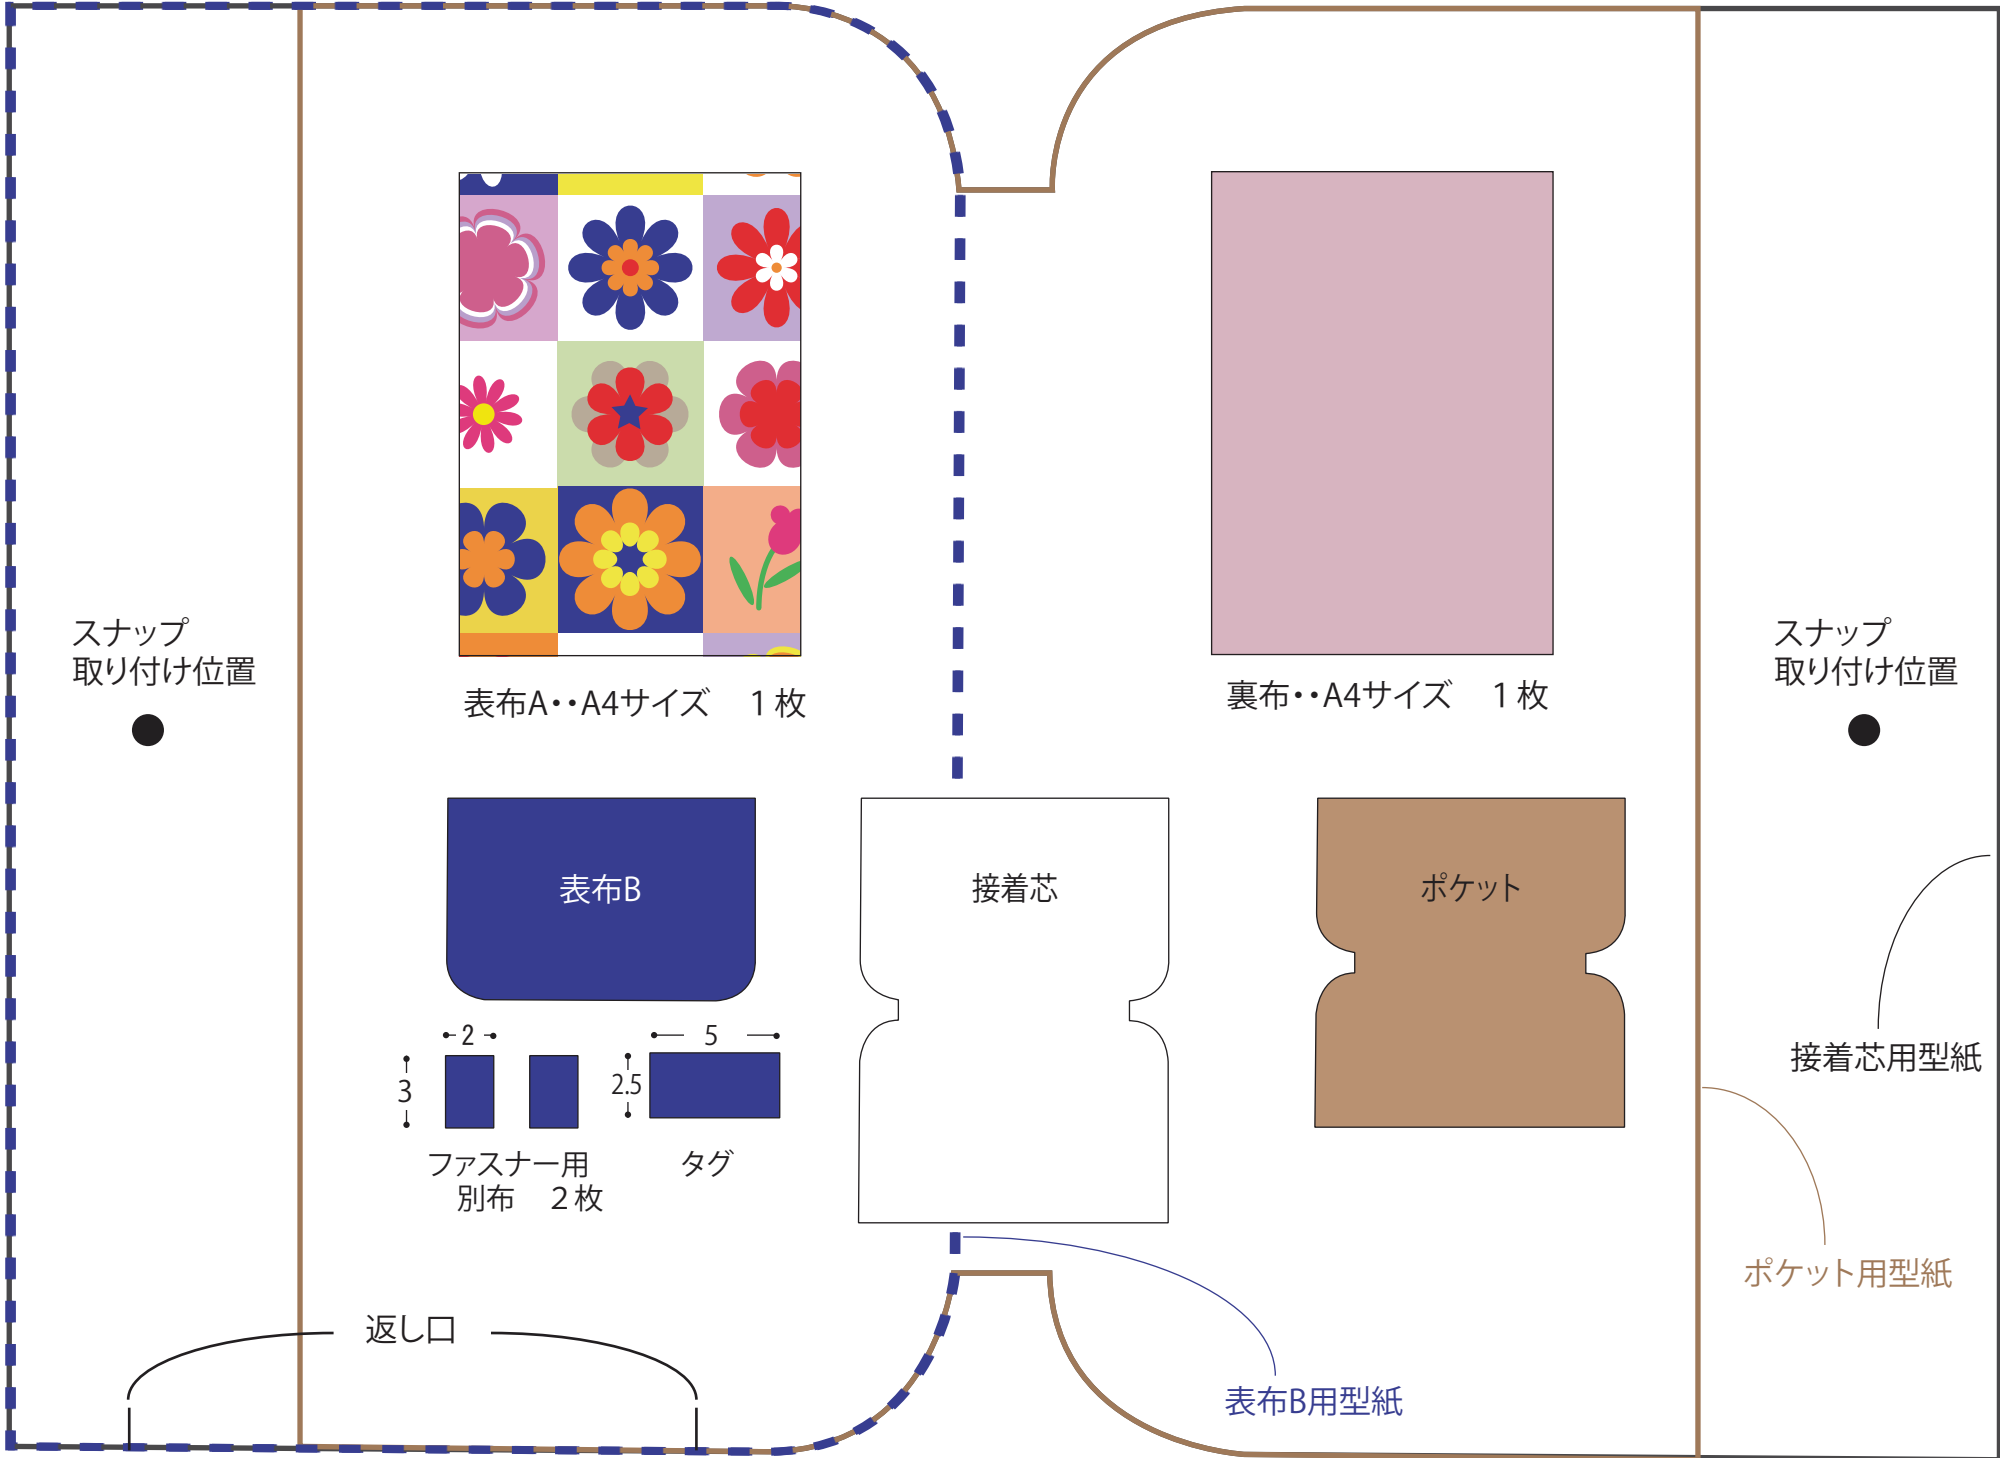 スナップ
取り付け位置
表布A・・A4サイズ　1枚
裏布・・A4サイズ　1枚
スナップ
取り付け位置
表布B
接着芯
ポケット
2
5
3
2.5
ファスナー用
別布　2枚
タグ
接着芯用型紙
ポケット用型紙
返し口
表布B用型紙